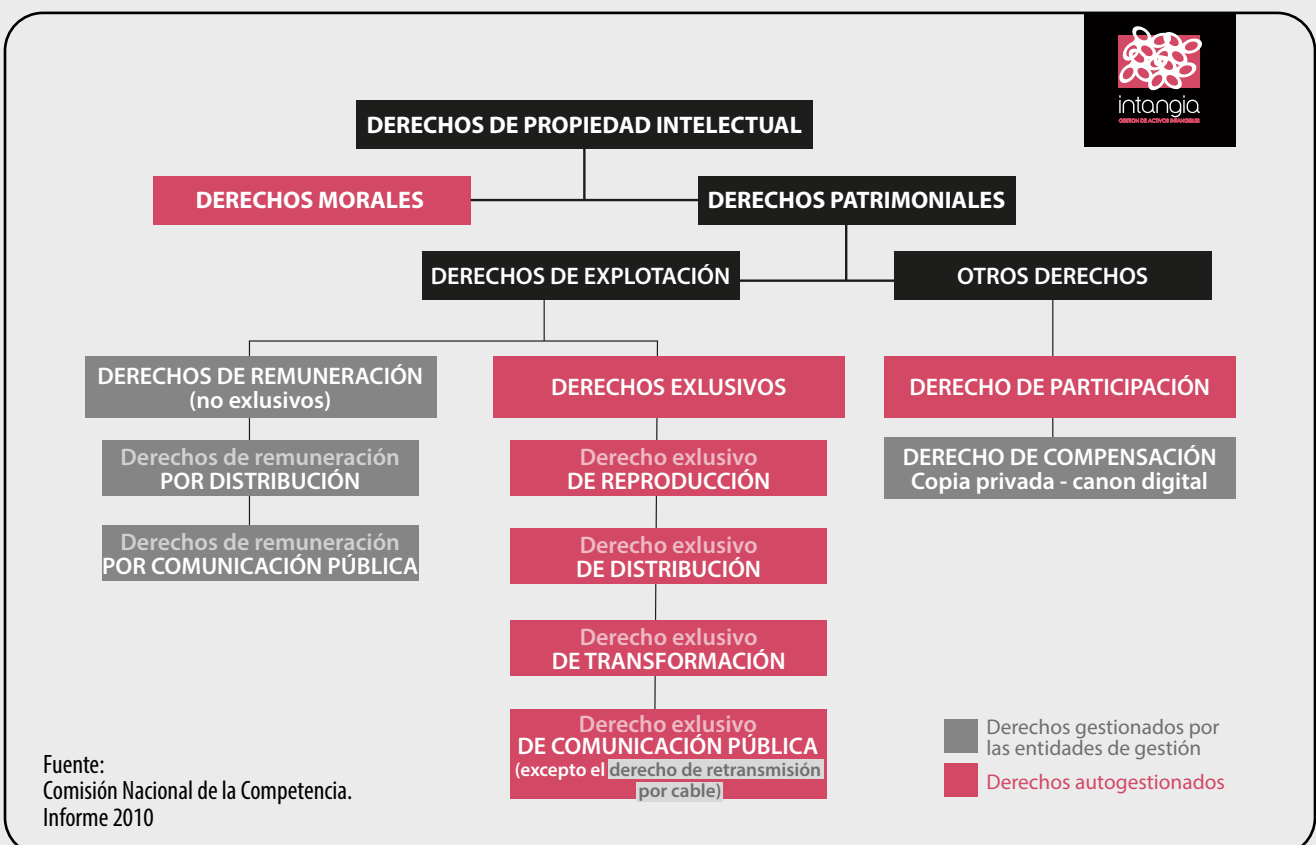 intangia
GESTION DE ACTIVOS INTANGIBLES
DERECHOS DE PROPIEDAD INTELECTUAL
DERECHOS MORALES
DERECHOS PATRIMONIALES
DERECHOS DE EXPLOTACIÓN
OTROS DERECHOS
DERECHOS DE REMUNERACIÓN
(no exlusivos)
Derechos de remuneración
POR DISTRIBUCIÓN
Derechos de remuneración
POR COMUNICACIÓN PÚBLICA
DERECHOS EXLUSIVOS
Derecho exlusivo
DE REPRODUCCIÓN
Derecho exlusivo
DE DISTRIBUCIÓN
Derecho exlusivo
DE TRANSFORMACIÓN
Derecho exlusivo
DE COMUNICACIÓN PÚBLICA
(excepto el derecho de retransmisión
por cable)
DERECHO DE PARTICIPACIÓN
DERECHO DE COMPENSACIÓN
Copia privada - canon digital
Derechos gestionados por
las entidades de gestión
Derechos autogestionados
Fuente:
Comisión Nacional de la Competencia.
Informe 2010